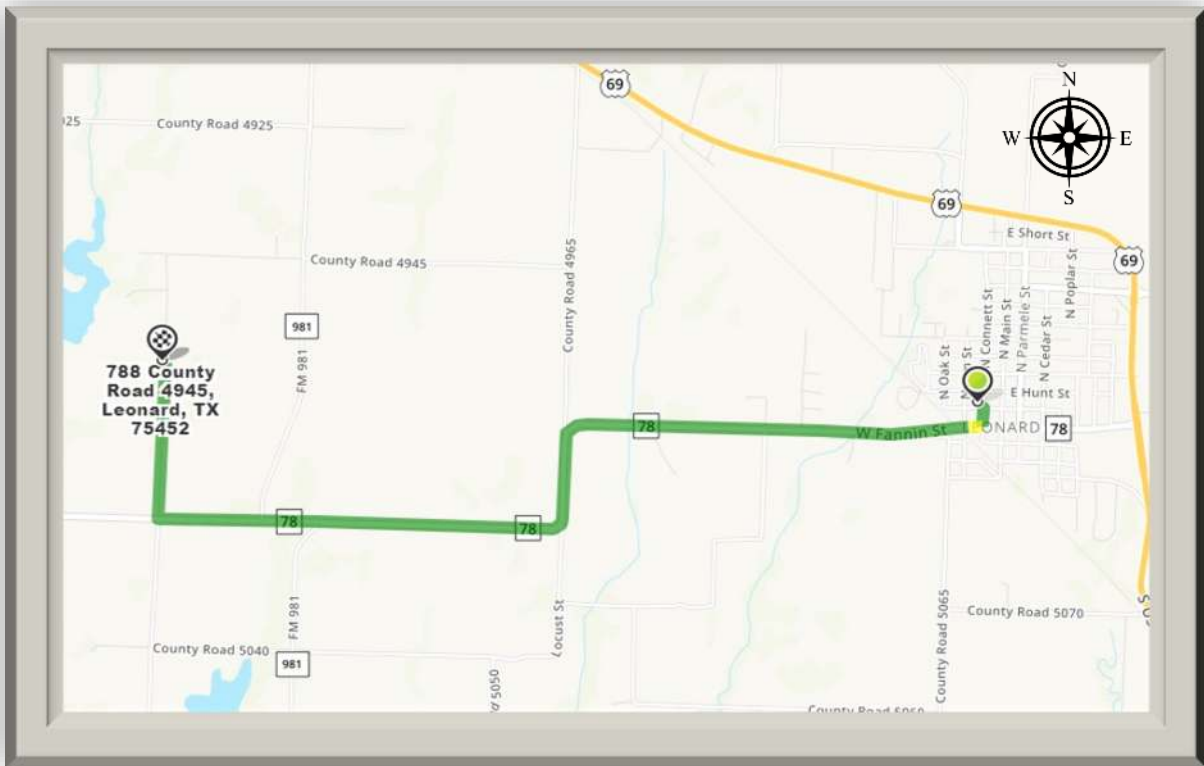 69
N
W
E
S
925
County Road 4925
69
E Short St
69
County Road 4945
County Road 4965
N Poplar St
N Connett St
N Main St
N Parmele St
N Cedar St
N Oak St
981
FM 981
788 County
Road 4945,
Leonard, TX
75452
E Hunt St
78
W Fannin St
LEONARD
78
78
78
FM 981
Locust St
County Road 5065
County Road 5070
County Road 5040
981